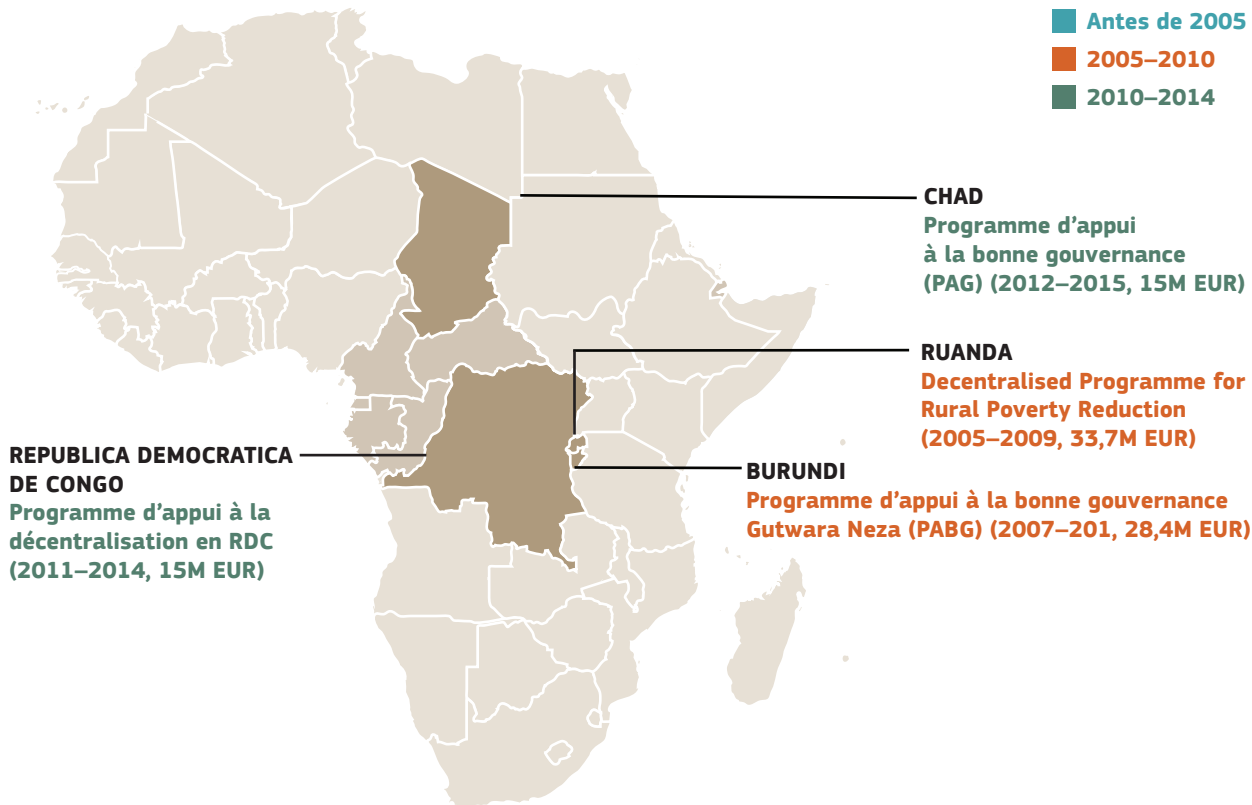 Antes de 2005
2005–2010
2010–2014
CHAD
Programme d’appui
à la bonne gouvernance
(PAG) (2012–2015, 15M EUR)
RUANDA
Decentralised Programme for
Rural Poverty Reduction
(2005–2009, 33,7M EUR)
REPUBLICA DEMOCRATICA
DE CONGO
Programme d’appui à la
décentralisation en RDC
(2011–2014, 15M EUR)
BURUNDI
Programme d’appui à la bonne gouvernance
Gutwara Neza (PABG) (2007–201, 28,4M EUR)